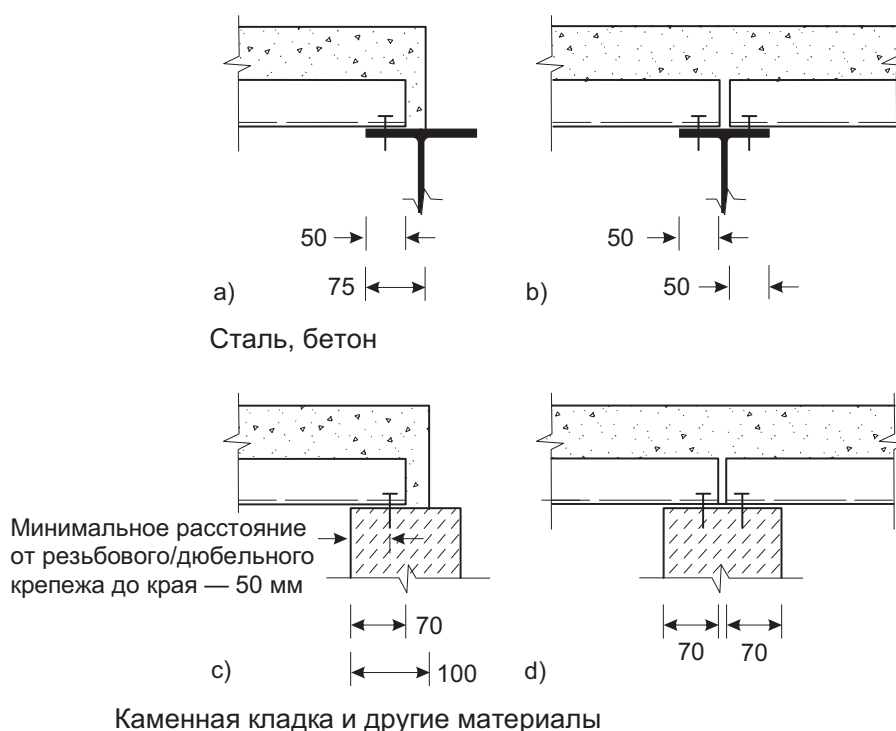 50
75
a)
50
50
b)
Сталь, бетон
Минимальное расстояние
от резьбового/дюбельного
крепежа до края — 50 мм
70
100
c)
70
70
d)
Каменная кладка и другие материалы